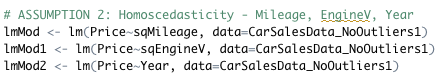 # ASSUMPTION 2: Homoscedasticity - Mileage, EngineV, Year
lmMod <- lm(Price~sqMileage, data=CarSalesData_NoOutliers1)
lmMod1 <- lm(Price~sqEngineV, data=CarSalesData_NoOutliers1)
lmMod2 <- lm(Price~Year, data=CarSalesData_NoOutliers1)